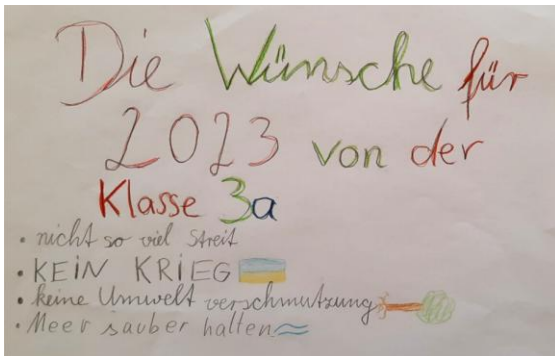 Die Wünsche für
2023 von der
Klasse 3a
• nicht so viel Streit
• KEIN KRIEG
• keine Umwelt verschmutzung
• Meer sauber halten